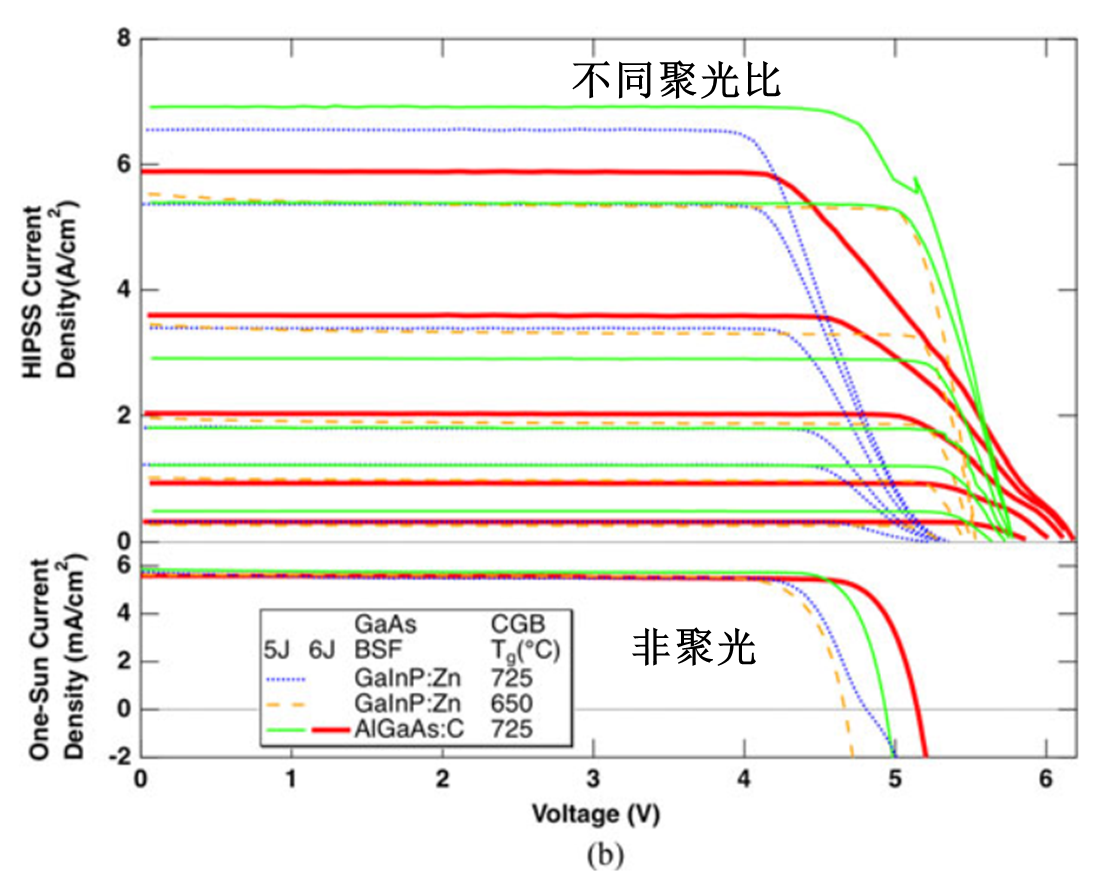 8
6
4
2
0
HIPSS Current
Density(A/cm²)
不同聚光比
6
4
2
0
-2
One-Sun Current
Density (mA/cm²)
非聚光
GaAs CGB
5J 6J BSF Tg(°C)
GaInP:Zn 725
GaInP:Zn 650
AlGaAs:C 725
0 1 2 3 4 5 6
Voltage (V)
(b)